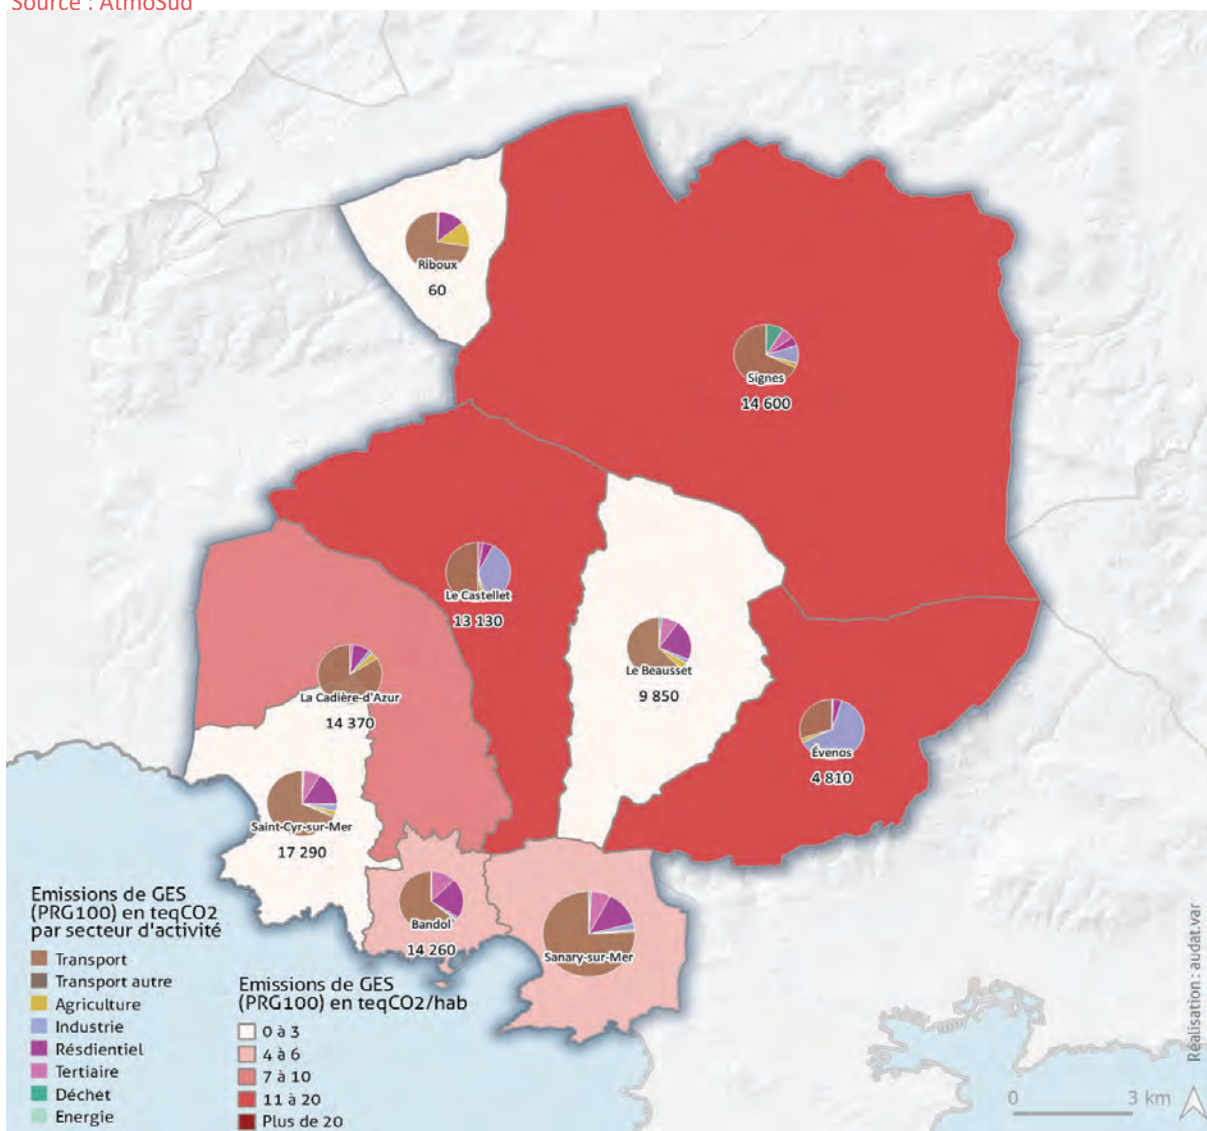 Source : AtmoSud
Riboux
60
Signes
14 600
Le Castellet
13 130
Le Beausset
9 850
La Cadière-d'Azur
14 370
Évenos
4 810
Saint-Cyr-sur-Mer
17 290
Bandol
14 260
Sanary-sur-Mer
Emissions de GES
(PRG100) en teqCO2
par secteur d'activité
Transport
Transport autre
Agriculture
Industrie
Résdientiel
Tertiaire
Déchet
Energie
Emissions de GES
(PRG100) en teqCO2/hab
0 à 3
4 à 6
7 à 10
11 à 20
Plus de 20
0 3 km
Réalisation : audat.var